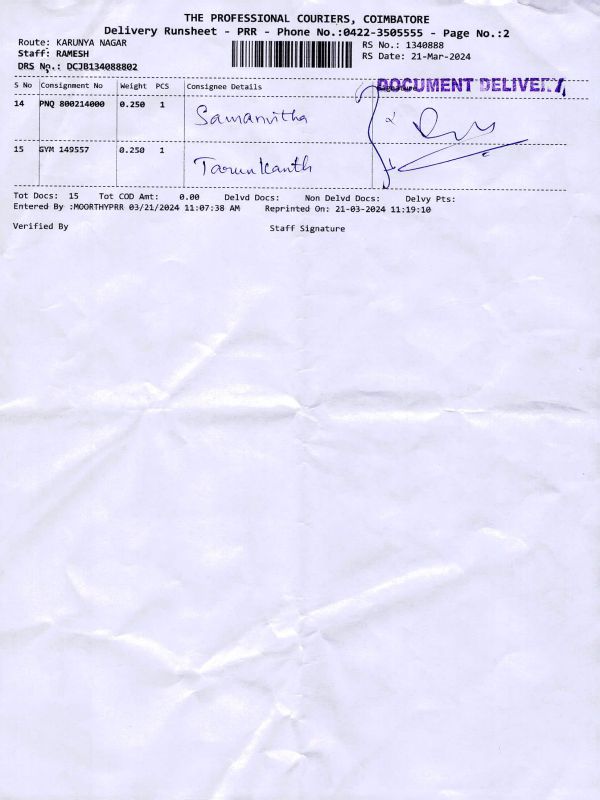 THE PROFESSIONAL COURIERS, COIMBATORE
Delivery Runsheet - PRR - Phone No.:0422-3505555 - Page No.:2
Route: KARUNYA NAGAR
RS No.: 1340888
Staff: RAMESH
RS Date: 21-Mar-2024
DRS No.: DCJB134088802
DOCUMENT DELIVERY
S No Consignment No Weight PCS Consignee Details
14 PNQ 800214000 0.250 1 Samanvitha
15 GYM 149557 0.250 1 Tarunkanth
Tot Docs: 15 Tot COD Amt: 0.00 Delvd Docs: Non Delvd Docs: Delvy Pts:
Entered By :MOORTHYPRR 03/21/2024 11:07:38 AM Reprinted On: 21-03-2024 11:19:10
Verified By Staff Signature